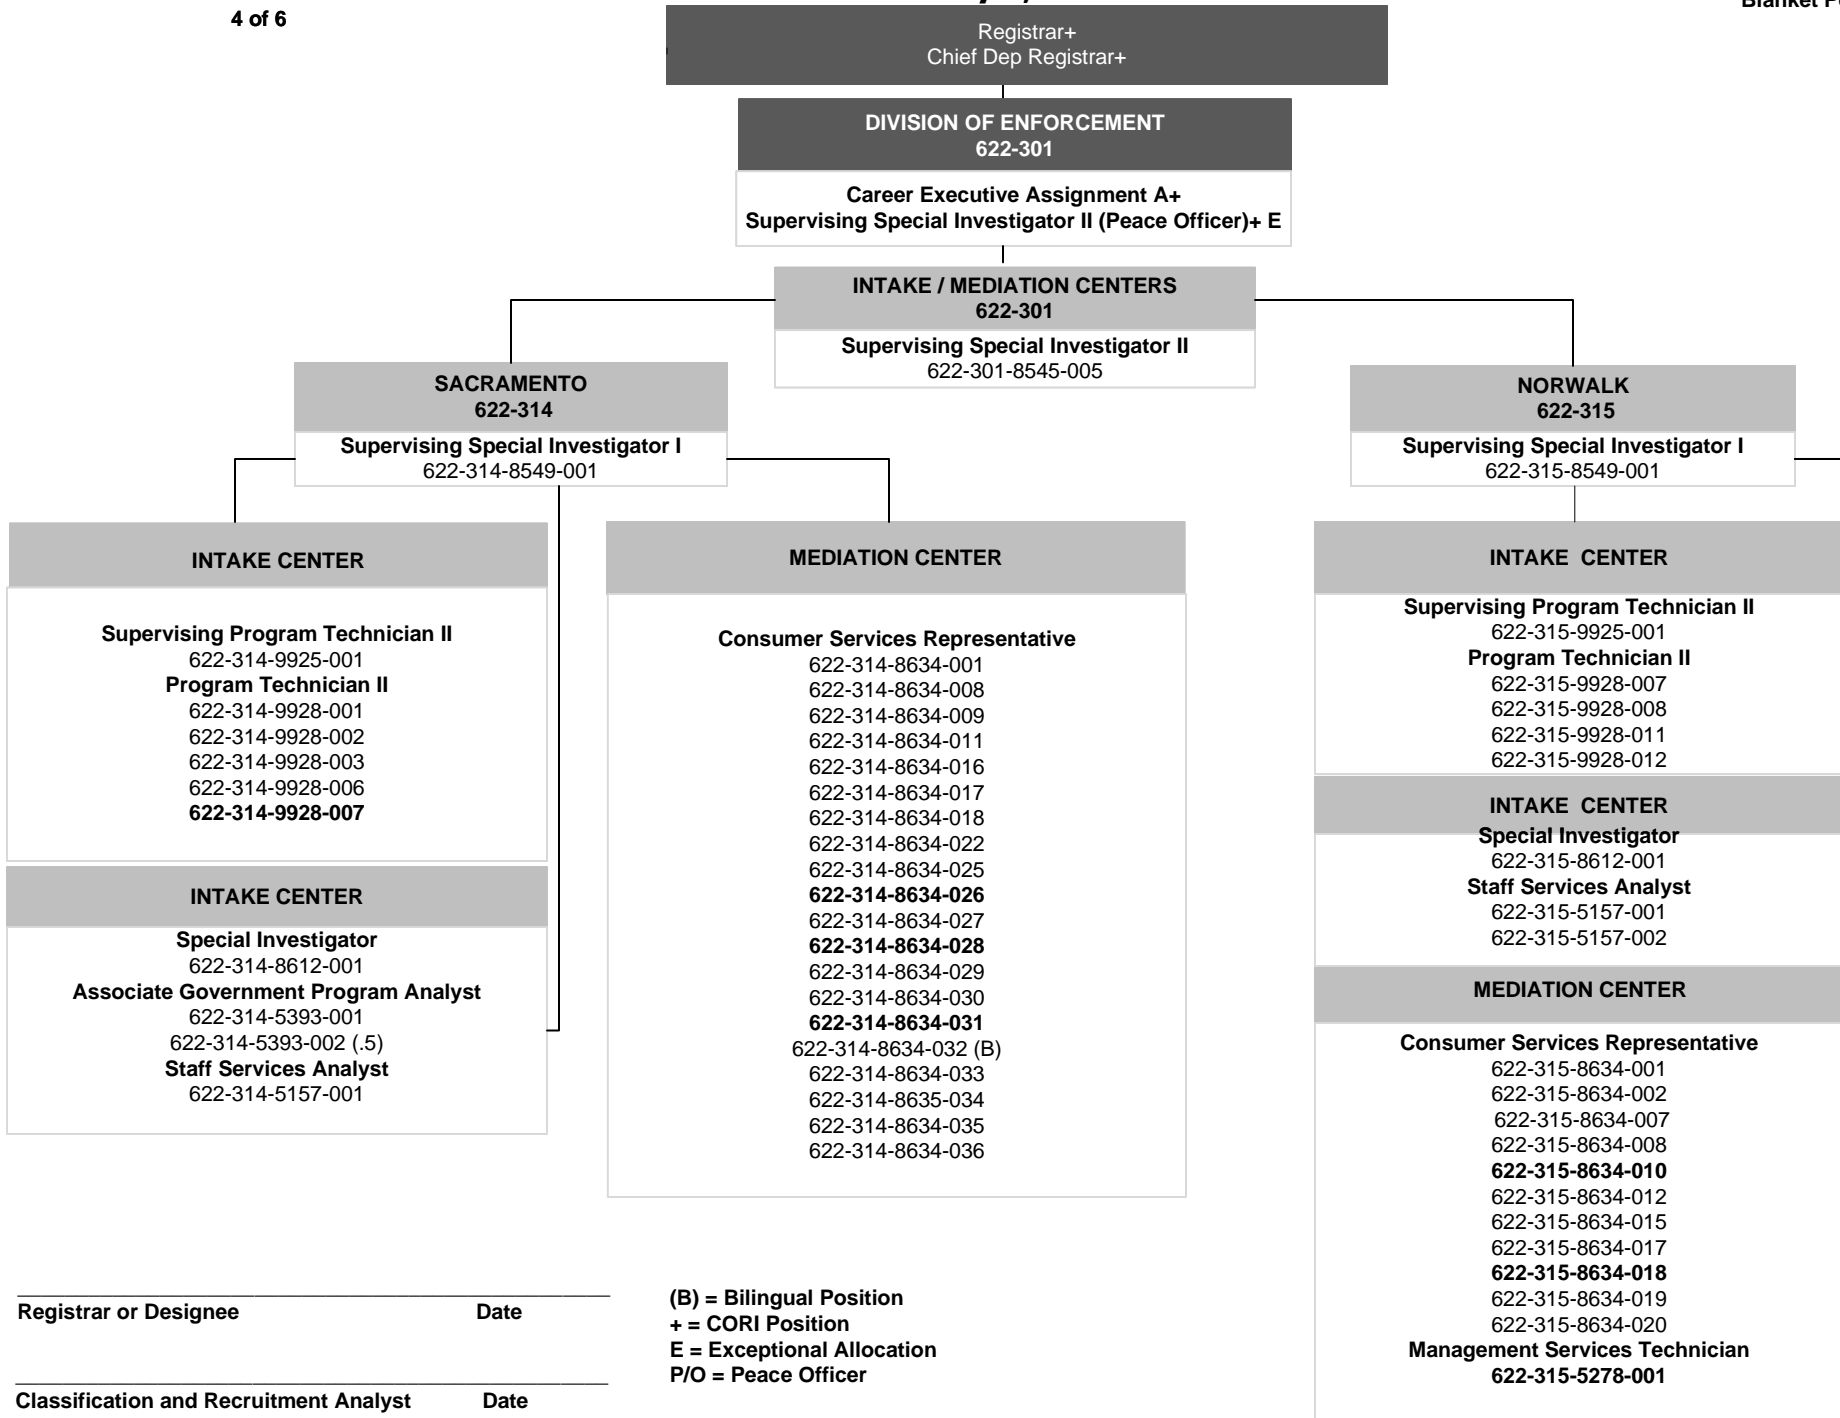 4 of 6
Registrar+
Chief Dep Registrar+
DIVISION OF ENFORCEMENT
622-301
Career Executive Assignment A+
Supervising Special Investigator II (Peace Officer)+ E
INTAKE / MEDIATION CENTERS
622-301
Supervising Special Investigator II
622-301-8545-005
SACRAMENTO
622-314
Supervising Special Investigator I
622-314-8549-001
INTAKE CENTER
Supervising Program Technician II
622-314-9925-001
Program Technician II
622-314-9928-001
622-314-9928-002
622-314-9928-003
622-314-9928-006
622-314-9928-007
INTAKE CENTER
Special Investigator
622-314-8612-001
Associate Government Program Analyst
622-314-5393-001
622-314-5393-002 (.5)
Staff Services Analyst
622-314-5157-001
MEDIATION CENTER
Consumer Services Representative
622-314-8634-001
622-314-8634-008
622-314-8634-009
622-314-8634-011
622-314-8634-016
622-314-8634-017
622-314-8634-018
622-314-8634-022
622-314-8634-025
622-314-8634-026
622-314-8634-027
622-314-8634-028
622-314-8634-029
622-314-8634-030
622-314-8634-031
622-314-8634-032 (B)
622-314-8634-033
622-314-8635-034
622-314-8634-035
622-314-8634-036
NORWALK
622-315
Supervising Special Investigator I
622-315-8549-001
INTAKE CENTER
Supervising Program Technician II
622-315-9925-001
Program Technician II
622-315-9928-007
622-315-9928-008
622-315-9928-011
622-315-9928-012
INTAKE CENTER
Special Investigator
622-315-8612-001
Staff Services Analyst
622-315-5157-001
622-315-5157-002
MEDIATION CENTER
Consumer Services Representative
622-315-8634-001
622-315-8634-002
622-315-8634-007
622-315-8634-008
622-315-8634-010
622-315-8634-012
622-315-8634-015
622-315-8634-017
622-315-8634-018
622-315-8634-019
622-315-8634-020
Management Services Technician
622-315-5278-001
Registrar or Designee Date
Classification and Recruitment Analyst Date
(B) = Bilingual Position
+ = CORI Position
E = Exceptional Allocation
P/O = Peace Officer